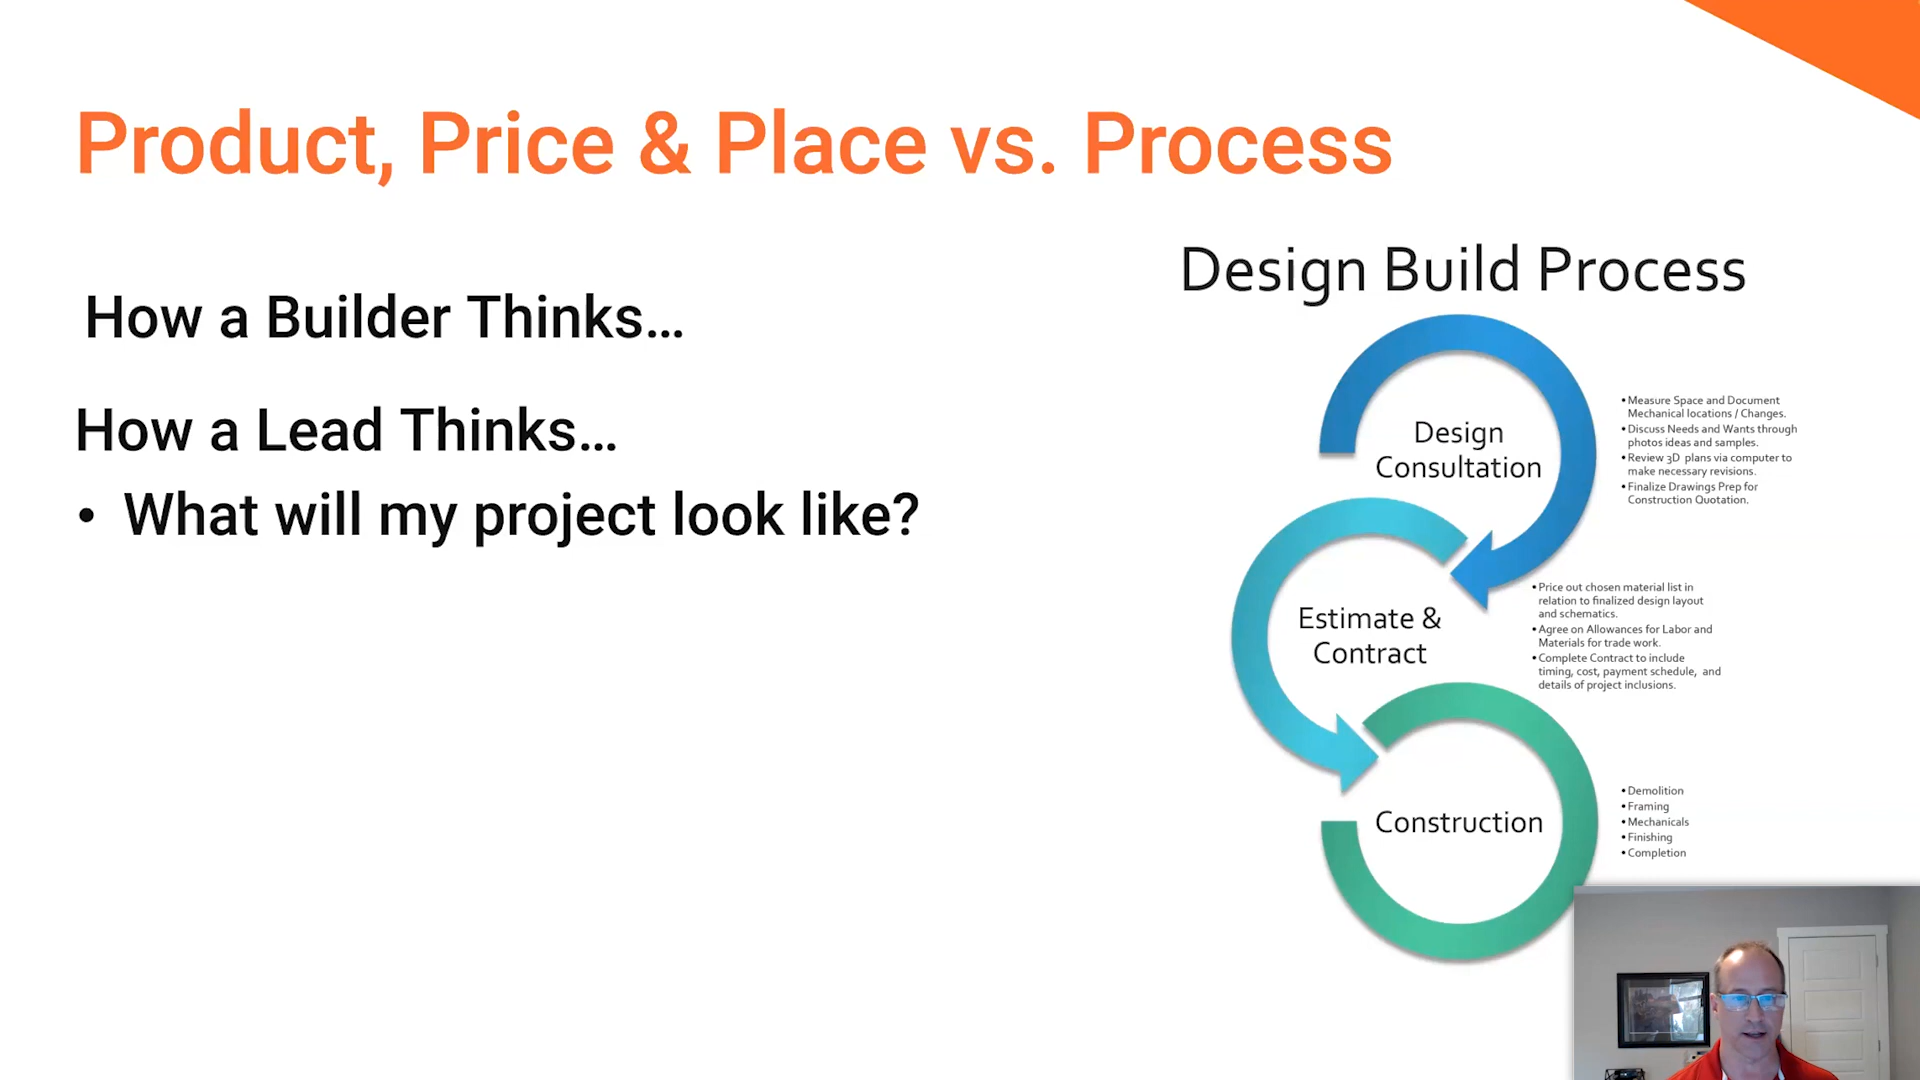 Product, Price & Place vs. Process
How a Builder Thinks...
How a Lead Thinks...
• What will my project look like?
Design Build Process
Design
Consultation
• Measure Space and Document
Mechanical locations / Changes.
• Discuss Needs and Wants through
photos ideas and samples.
• Review 3D plans via computer to
make necessary revisions.
• Finalize Drawings Prep for
Construction Quotation.
Estimate &
Contract
• Price out chosen material list in
relation to finalized design layout
and schematics.
• Agree on Allowances for Labor and
Materials for trade work.
• Complete Contract to include
timing, cost, payment schedule, and
details of project inclusions.
Construction
• Demolition
• Framing
• Mechanicals
• Finishing
• Completion